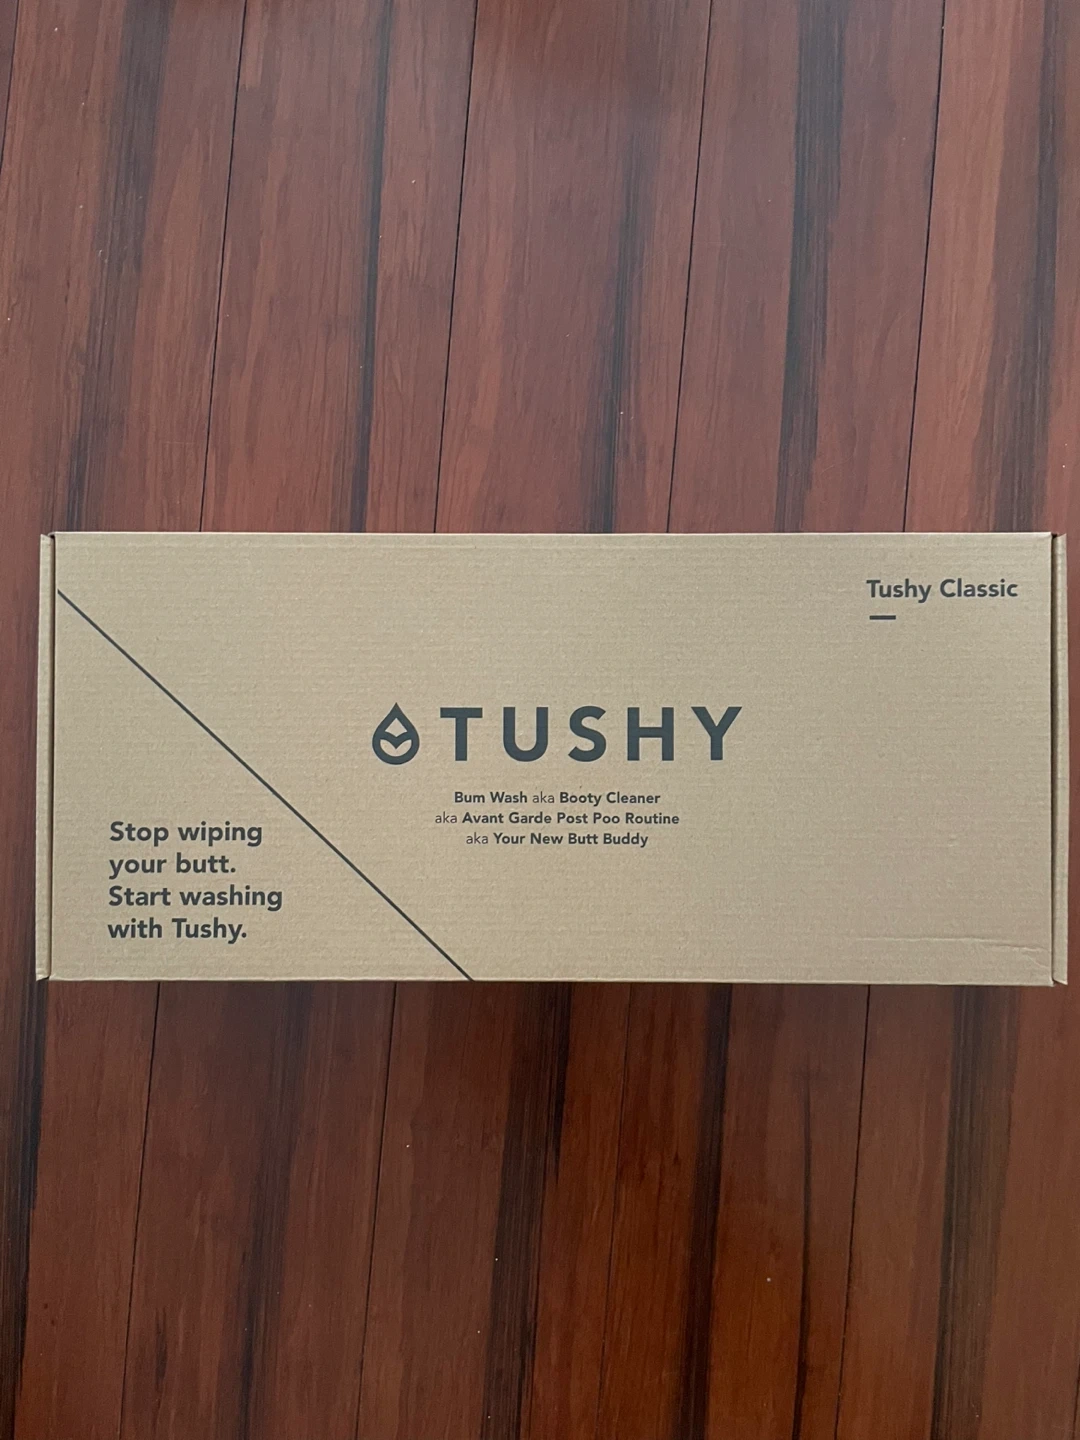 Tushy Classic
TUSHY
Bum Wash aka Booty Cleaner
aka Avant Garde Post Poo Routine
aka Your New Butt Buddy
Stop wiping
your butt.
Start washing
with Tushy.